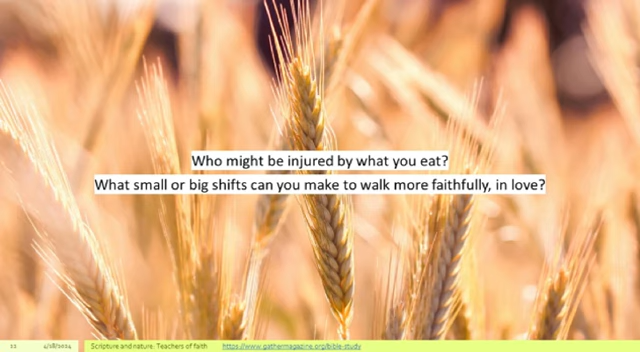 Who might be injured by what you eat?
What small or big shifts can you make to walk more faithfully, in love?
11 4/18/2024 Scripture and nature: Teachers of faith https://www.gathermagazine.org/bible-study